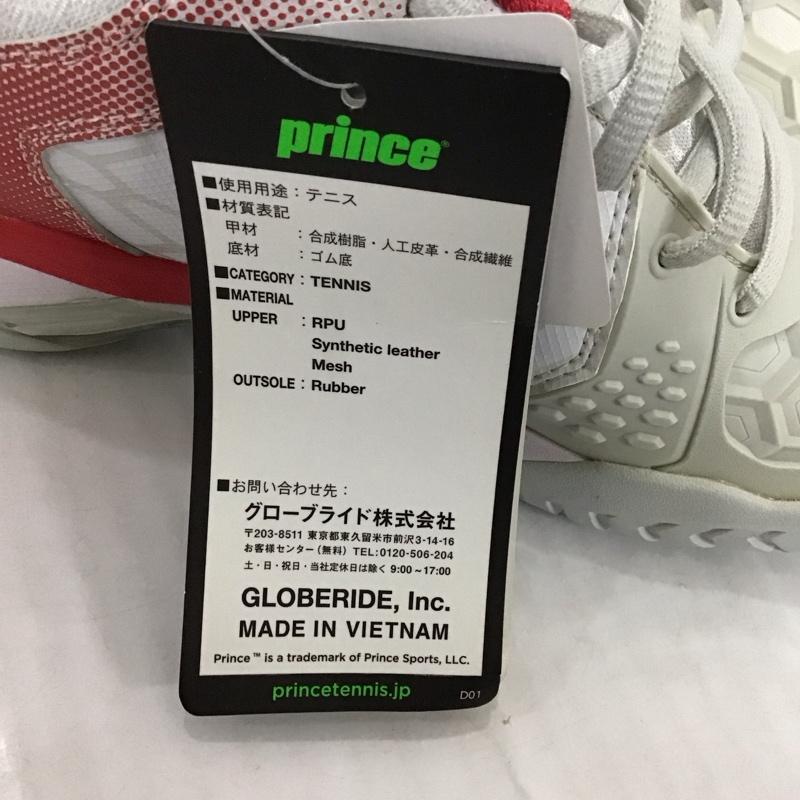 prince®
■使用用途：テニス
■材質表記
甲材　：合成樹脂・人工皮革・合成繊維
底材　：ゴム底
■CATEGORY : TENNIS
■MATERIAL
UPPER : RPU
Synthetic leather
Mesh
OUTSOLE : Rubber
■お問い合わせ先：
グローブライド株式会社
〒203-8511 東京都東久留米市前沢3-14-16
お客様センター（無料） TEL:0120-506-204
土・日・祝日・当社定休日は除く 9:00～17:00
GLOBERIDE, Inc.
MADE IN VIETNAM
Prince™ is a trademark of Prince Sports, LLC.
princetennis.jp
D01